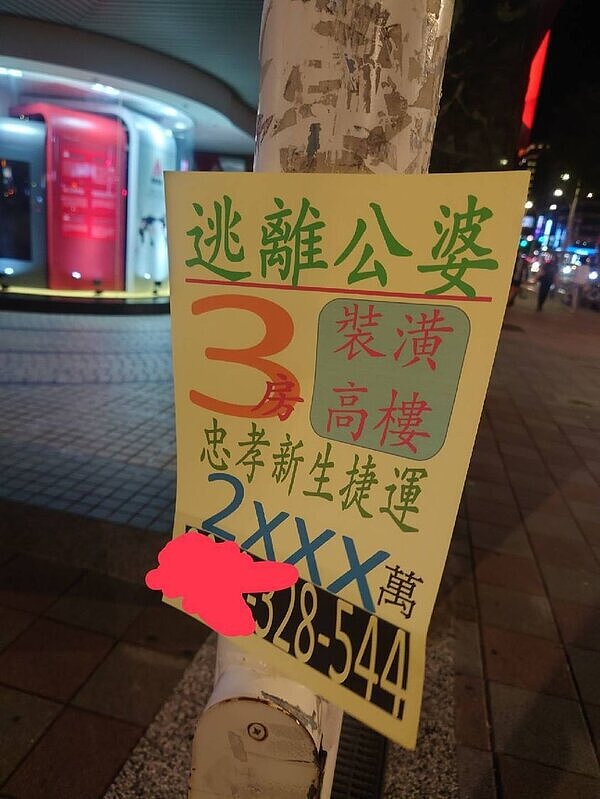 逃離公婆
3房
裝潢
高樓
忠孝新生捷運
2xxx萬
-328-544